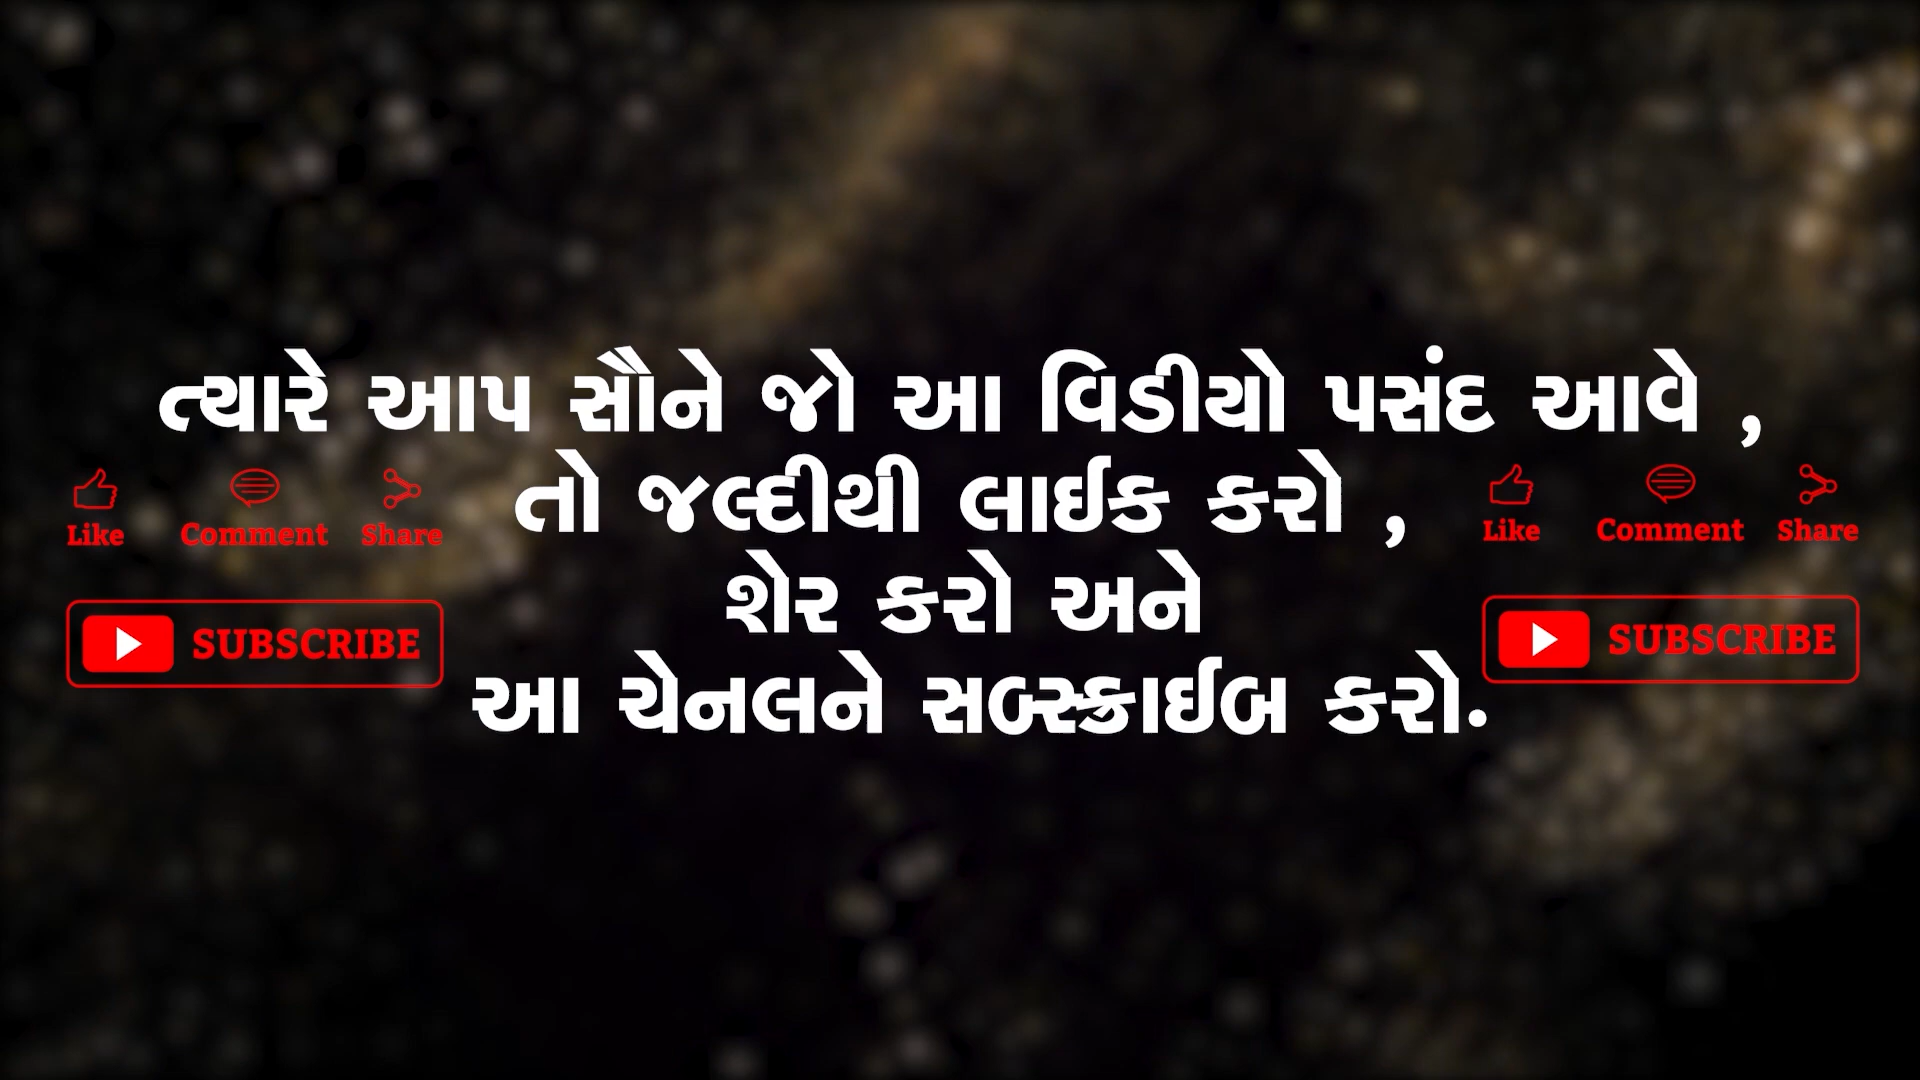 ત્યારે આપ સૌને જો આ વિડીયો પસંદ આવે ,
તો જલ્દીથી લાઈક કરો ,
Like Comment Share
Like Comment Share
શેર કરો અને
SUBSCRIBE
SUBSCRIBE
આ ચેનલને સબ્સ્ક્રાઈબ કરો.